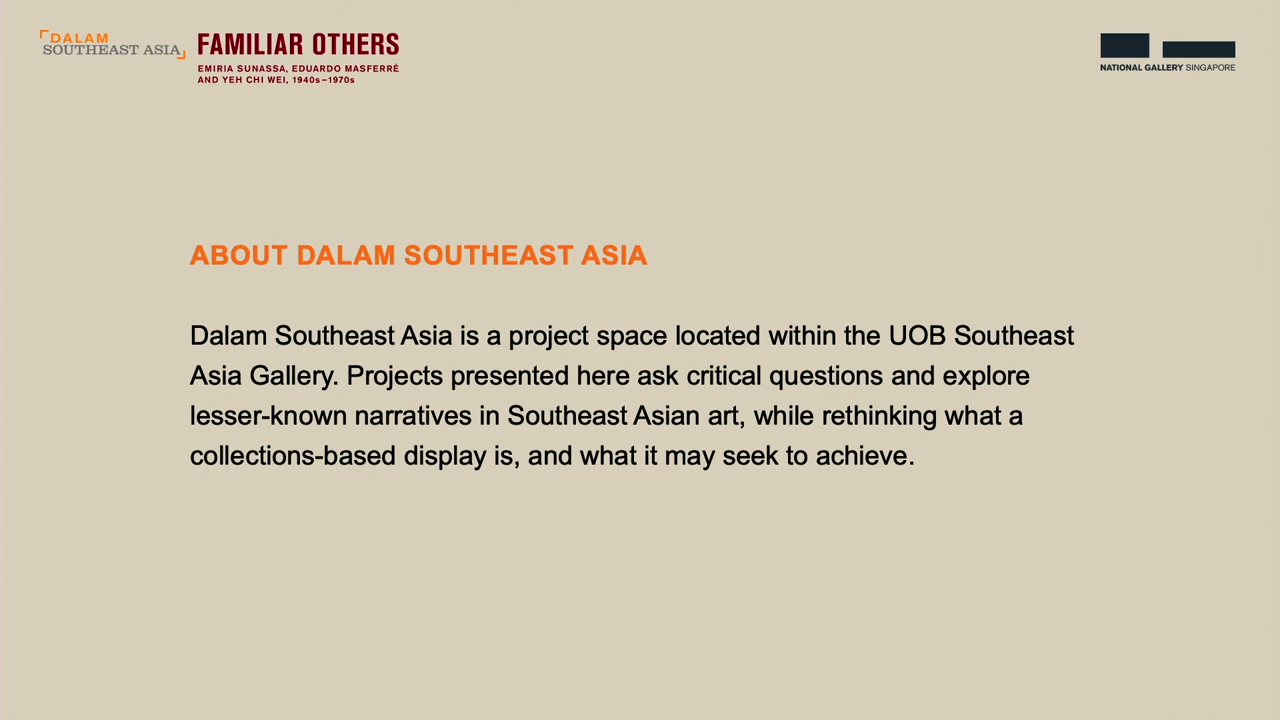 DALAM
SOUTHEAST ASIA
FAMILIAR OTHERS
EMIRIA SUNASSA, EDUARDO MASFERRÉ
AND YEH CHI WEI, 1940s–1970s
NATIONAL GALLERY SINGAPORE
ABOUT DALAM SOUTHEAST ASIA
Dalam Southeast Asia is a project space located within the UOB Southeast
Asia Gallery. Projects presented here ask critical questions and explore
lesser-known narratives in Southeast Asian art, while rethinking what a
collections-based display is, and what it may seek to achieve.